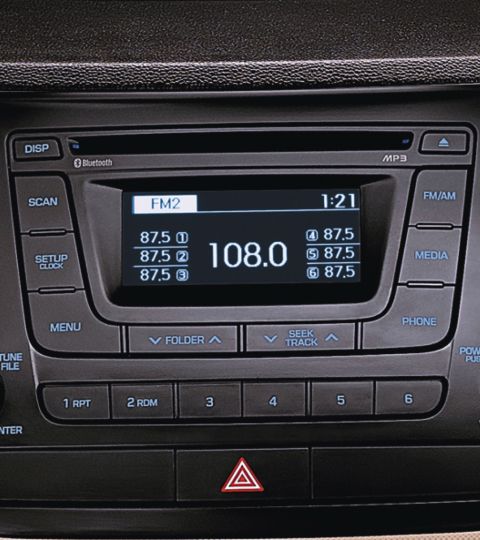 DISP
Bluetooth
MP3
SCAN
FM2 1:21
FM/AM
87.5 1 108.0 4 87.5
87.5 2 5 87.5
87.5 3 6 87.5
SETUP
CLOCK
MEDIA
MENU
FOLDER
SEEK
TRACK
PHONE
TUNE
FILE
1 RPT 2 RDM 3 4 5 6